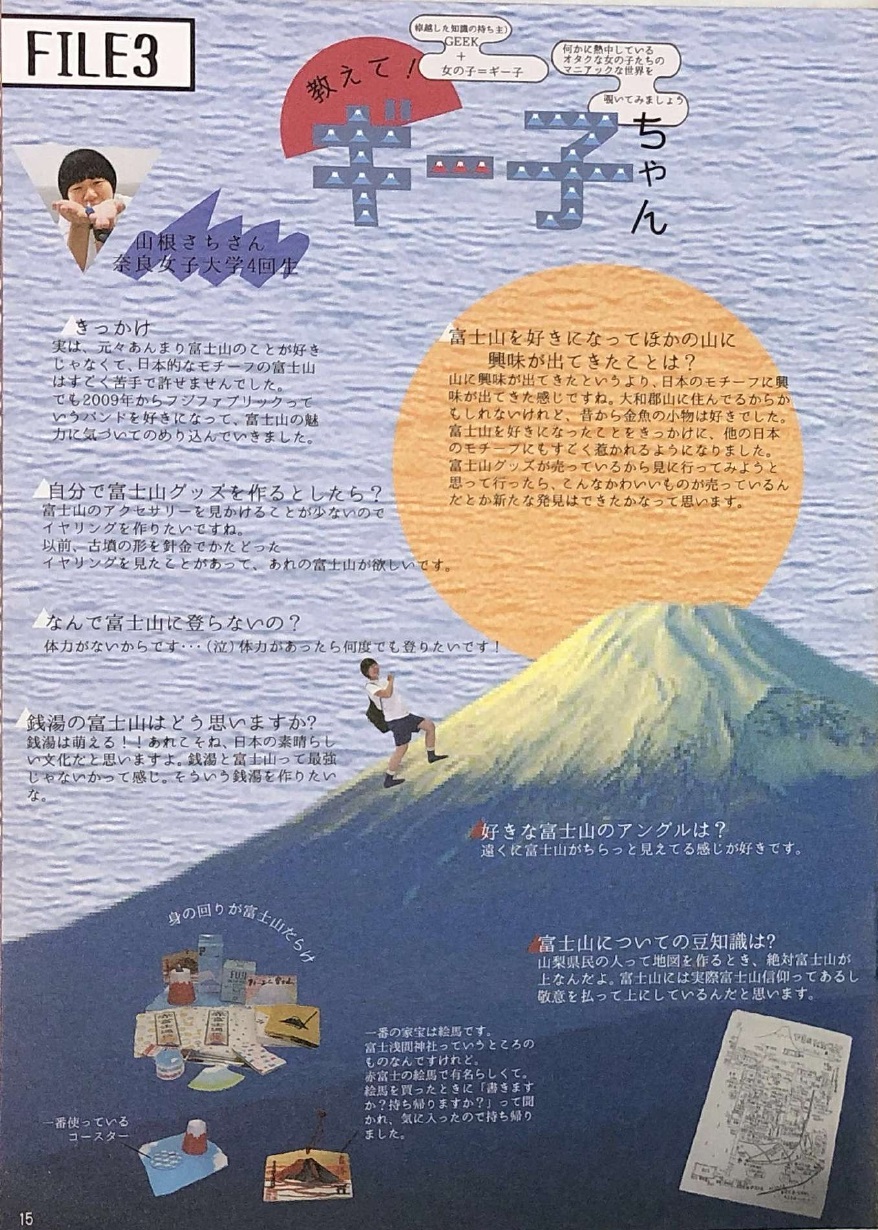 FILE3
教えて！
ギー子ちゃん
卓越した知識の持ち主)
GEEK
+
女の子＝ギー子
何かに熱中している
オタクな女の子たちの
マニアックな世界を
覗いてみましょう
山根さちさん
奈良女子大学4回生
きっかけ
実は、元々あんまり富士山のことが好き
じゃなくて、日本的なモチーフの富士山
はすごく苦手で許せませんでした。
でも2009年からフジファブリックって
いうバンドを好きになって、富士山の魅
力に気づいてのめり込んでいきました。
自分で富士山グッズを作るとしたら？
富士山のアクセサリーを見かけることが少ないので
イヤリングを作りたいですね。
以前、古墳の形を針金でかたどった
イヤリングを見たことがあって、あれの富士山が欲しいです。
なんで富士山に登らないの？
体力がないからです･･･(泣)体力があったら何度でも登りたいです！
銭湯の富士山はどう思いますか?
銭湯は萌える！！あれこそね、日本の素晴らし
い文化だと思いますよ。銭湯と富士山って最強
じゃないかって感じ。そういう銭湯を作りたい
な。
富士山を好きになってほかの山に
興味が出てきたことは？
山に興味が出てきたというより、日本のモチーフに興
味が出てきた感じですね。大和郡山に住んでるからか
もしれないけれど、昔から金魚の小物は好きでした。
富士山を好きになったことをきっかけに、他の日本
のモチーフにもすごく惹かれるようになりました。
富士山グッズが売っているから見に行ってみようと
思って行ったら、こんなかわいいものが売っているん
だとか新たな発見はできたかなって思います。
好きな富士山のアングルは？
遠くに富士山がちらっと見えてる感じが好きです。
富士山についての豆知識は?
山梨県民の人って地図を作るとき、絶対富士山が
上なんだよ。富士山には実際富士山信仰ってあるし
敬意を払って上にしているんだと思います。
身の回りが富士山だらけ
一番の家宝は絵馬です。
富士浅間神社っていうところの
ものなんですけれど。
赤富士の絵馬で有名らしくて。
絵馬を買ったときに「書きます
か？持ち帰りますか？」って聞
かれ、気に入ったので持ち帰り
ました。
一番使っている
コースター
15